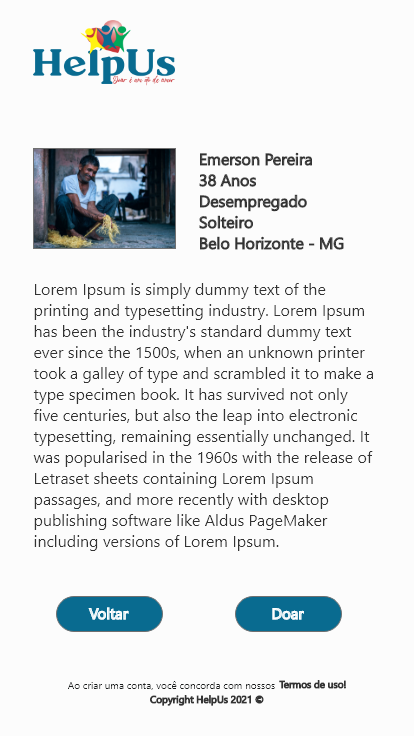 HelpUs
Doar é um ato de amor
Emerson Pereira
38 Anos
Desempregado
Solteiro
Belo Horizonte - MG
Lorem Ipsum is simply dummy text of the
printing and typesetting industry. Lorem Ipsum
has been the industry's standard dummy text
ever since the 1500s, when an unknown printer
took a galley of type and scrambled it to make a
type specimen book. It has survived not only
five centuries, but also the leap into electronic
typesetting, remaining essentially unchanged. It
was popularised in the 1960s with the release of
Letraset sheets containing Lorem Ipsum
passages, and more recently with desktop
publishing software like Aldus PageMaker
including versions of Lorem Ipsum.
Voltar Doar
Ao criar uma conta, você concorda com nossos Termos de uso!
Copyright HelpUs 2021 ©